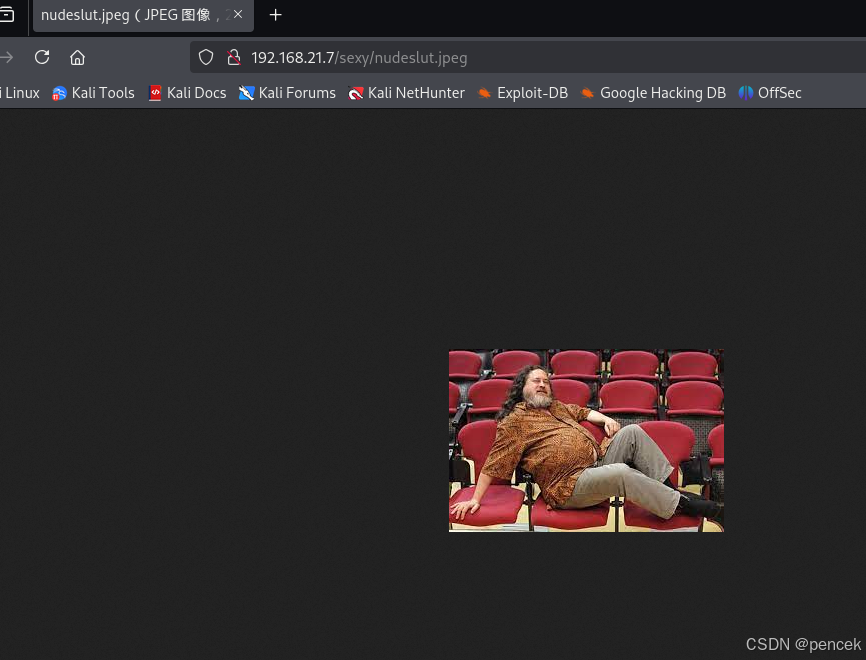 nudeslut.jpeg ( JPEG 图像，
192.168.21.7/sexy/nudeslut.jpeg
i Linux Kali Tools Kali Docs Kali Forums Kali NetHunter Exploit-DB Google Hacking DB OffSec
CSDN @pencek